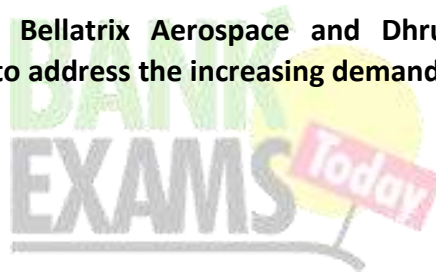 Bellatrix Aerospace and Dhru
to address the increasing demand
BANK
EXAMS
Today